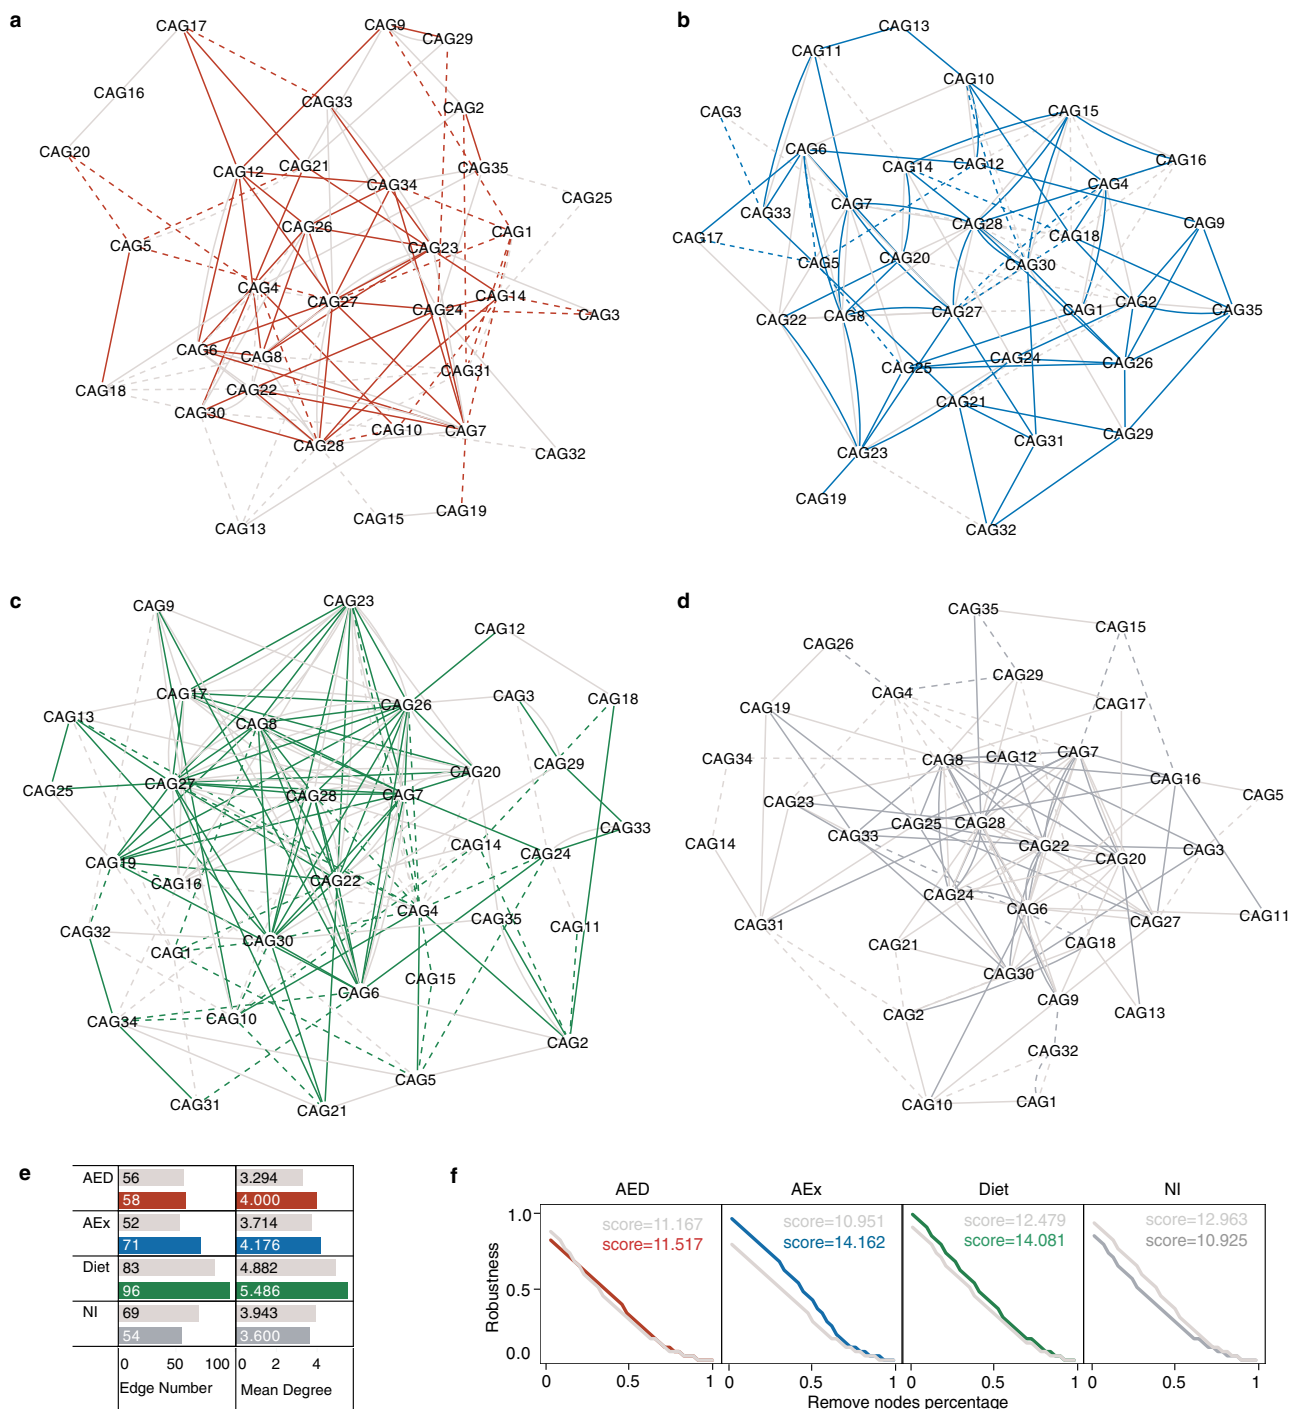 a
CAG17
CAG9
CAG29
CAG16
CAG33
CAG2
CAG20
CAG12
CAG21
CAG34
CAG35
CAG25
CAG5
CAG26
CAG23
CAG1
CAG4
CAG27
CAG24
CAG14
CAG3
CAG6
CAG8
CAG31
CAG18
CAG22
CAG30
CAG28
CAG10
CAG7
CAG32
CAG13
CAG15
CAG19
b
CAG13
CAG11
CAG10
CAG3
CAG15
CAG6
CAG14
CAG12
CAG16
CAG4
CAG33
CAG7
CAG28
CAG9
CAG17
CAG18
CAG5
CAG20
CAG30
CAG22
CAG8
CAG27
CAG1
CAG2
CAG35
CAG25
CAG24
CAG26
CAG21
CAG23
CAG31
CAG29
CAG19
CAG32
c
CAG9
CAG23
CAG12
CAG17
CAG26
CAG3
CAG18
CAG13
CAG8
CAG25
CAG27
CAG28
CAG7
CAG20
CAG29
CAG33
CAG19
CAG16
CAG22
CAG14
CAG24
CAG4
CAG32
CAG1
CAG30
CAG35
CAG11
CAG15
CAG34
CAG10
CAG6
CAG2
CAG31
CAG21
CAG5
d
CAG35
CAG15
CAG26
CAG4
CAG29
CAG19
CAG17
CAG34
CAG8
CAG12
CAG7
CAG16
CAG5
CAG23
CAG33
CAG25
CAG28
CAG14
CAG22
CAG20
CAG3
CAG24
CAG6
CAG31
CAG27
CAG11
CAG21
CAG18
CAG30
CAG2
CAG9
CAG13
CAG32
CAG10
CAG1
e
AED
56
3.294
58
4.000
AEx
52
3.714
71
4.176
Diet
83
4.882
96
5.486
NI
69
3.943
54
3.600
0 50 100 0 2 4
Edge Number
Mean Degree
f
AED AEx Diet NI
1.0
0.5
0.0
Robustness
score=11.167
score=11.517
score=10.951
score=14.162
score=12.479
score=14.081
score=12.963
score=10.925
0 0.5 1 0 0.5 1 0 0.5 1 0 0.5 1
Remove nodes percentage